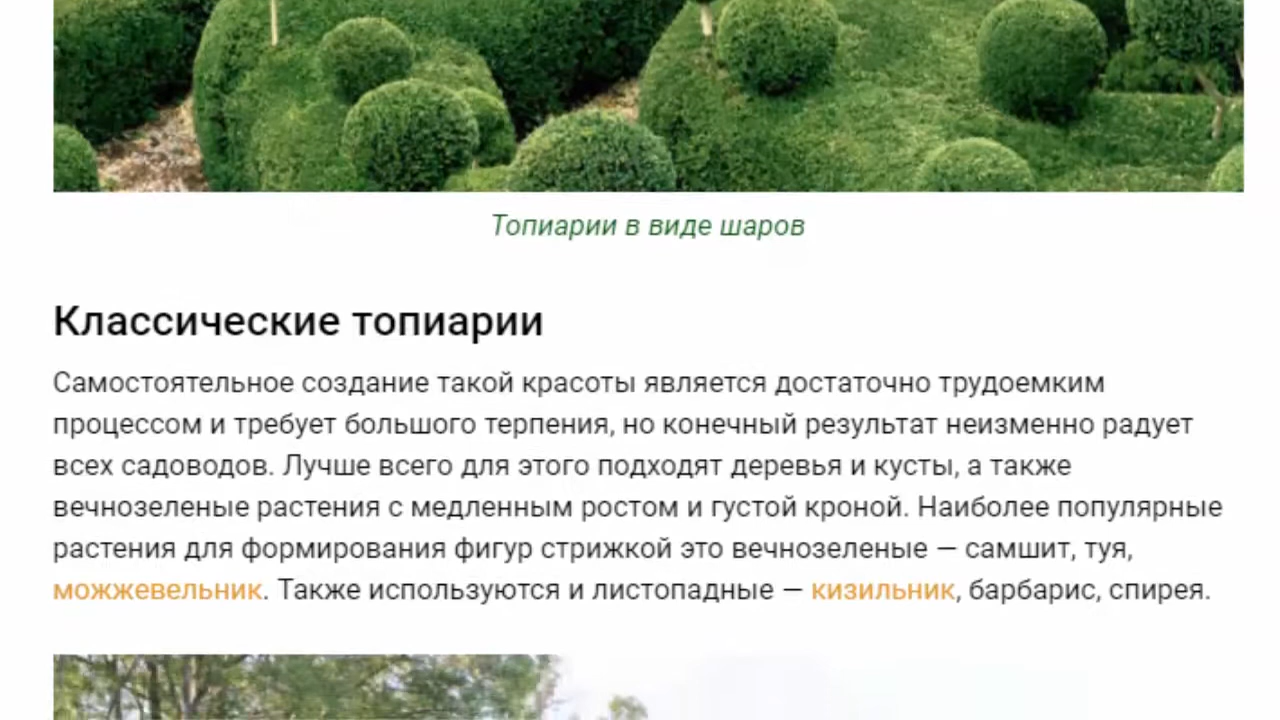 Топиарии в виде шаров
Классические топиарии
Самостоятельное создание такой красоты является достаточно трудоемким
процессом и требует большого терпения, но конечный результат неизменно радует
всех садоводов. Лучше всего для этого подходят деревья и кусты, а также
вечнозеленые растения с медленным ростом и густой кроной. Наиболее популярные
растения для формирования фигур стрижкой это вечнозеленые — самшит, туя,
можжевельник. Также используются и листопадные — кизильник, барбарис, спирея.